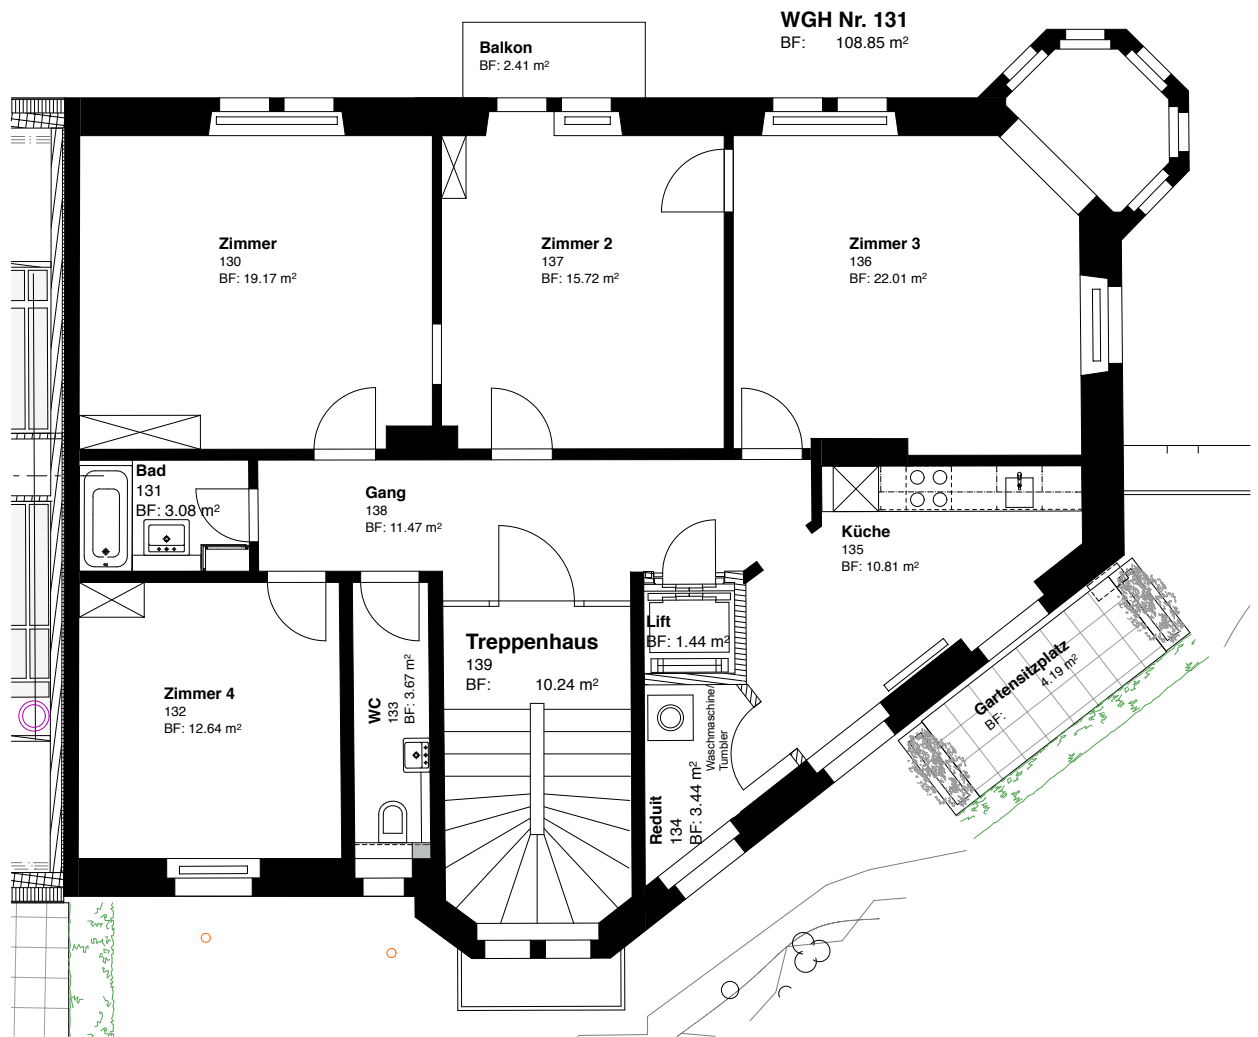 WGH Nr. 131
BF: 108.85 m²
Balkon
BF: 2.41 m²
Zimmer
130
BF: 19.17 m²
Zimmer 2
137
BF: 15.72 m²
Zimmer 3
136
BF: 22.01 m²
Bad
131
BF: 3.08 m²
Gang
138
BF: 11.47 m²
Küche
135
BF: 10.81 m²
Lift
BF: 1.44 m²
Treppenhaus
139
BF: 10.24 m²
Zimmer 4
132
BF: 12.64 m²
WC
133
BF: 3.67 m²
Waschmaschine/
Tumbler
Reduit
134
BF: 3.44 m²
Gartensitzplatz
BF: 4.19 m²